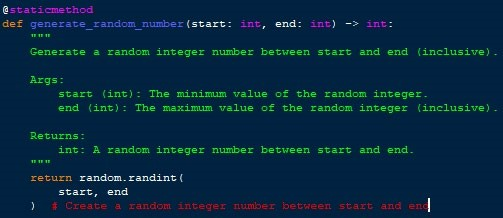 @staticmethod
def generate_random_number(start: int, end: int) -> int:
    """
    Generate a random integer number between start and end (inclusive).

    Args:
        start (int): The minimum value of the random integer.
        end (int): The maximum value of the random integer (inclusive).

    Returns:
        int: A random integer number between start and end.
    """
    return random.randint(
        start, end
    )  # Create a random integer number between start and end